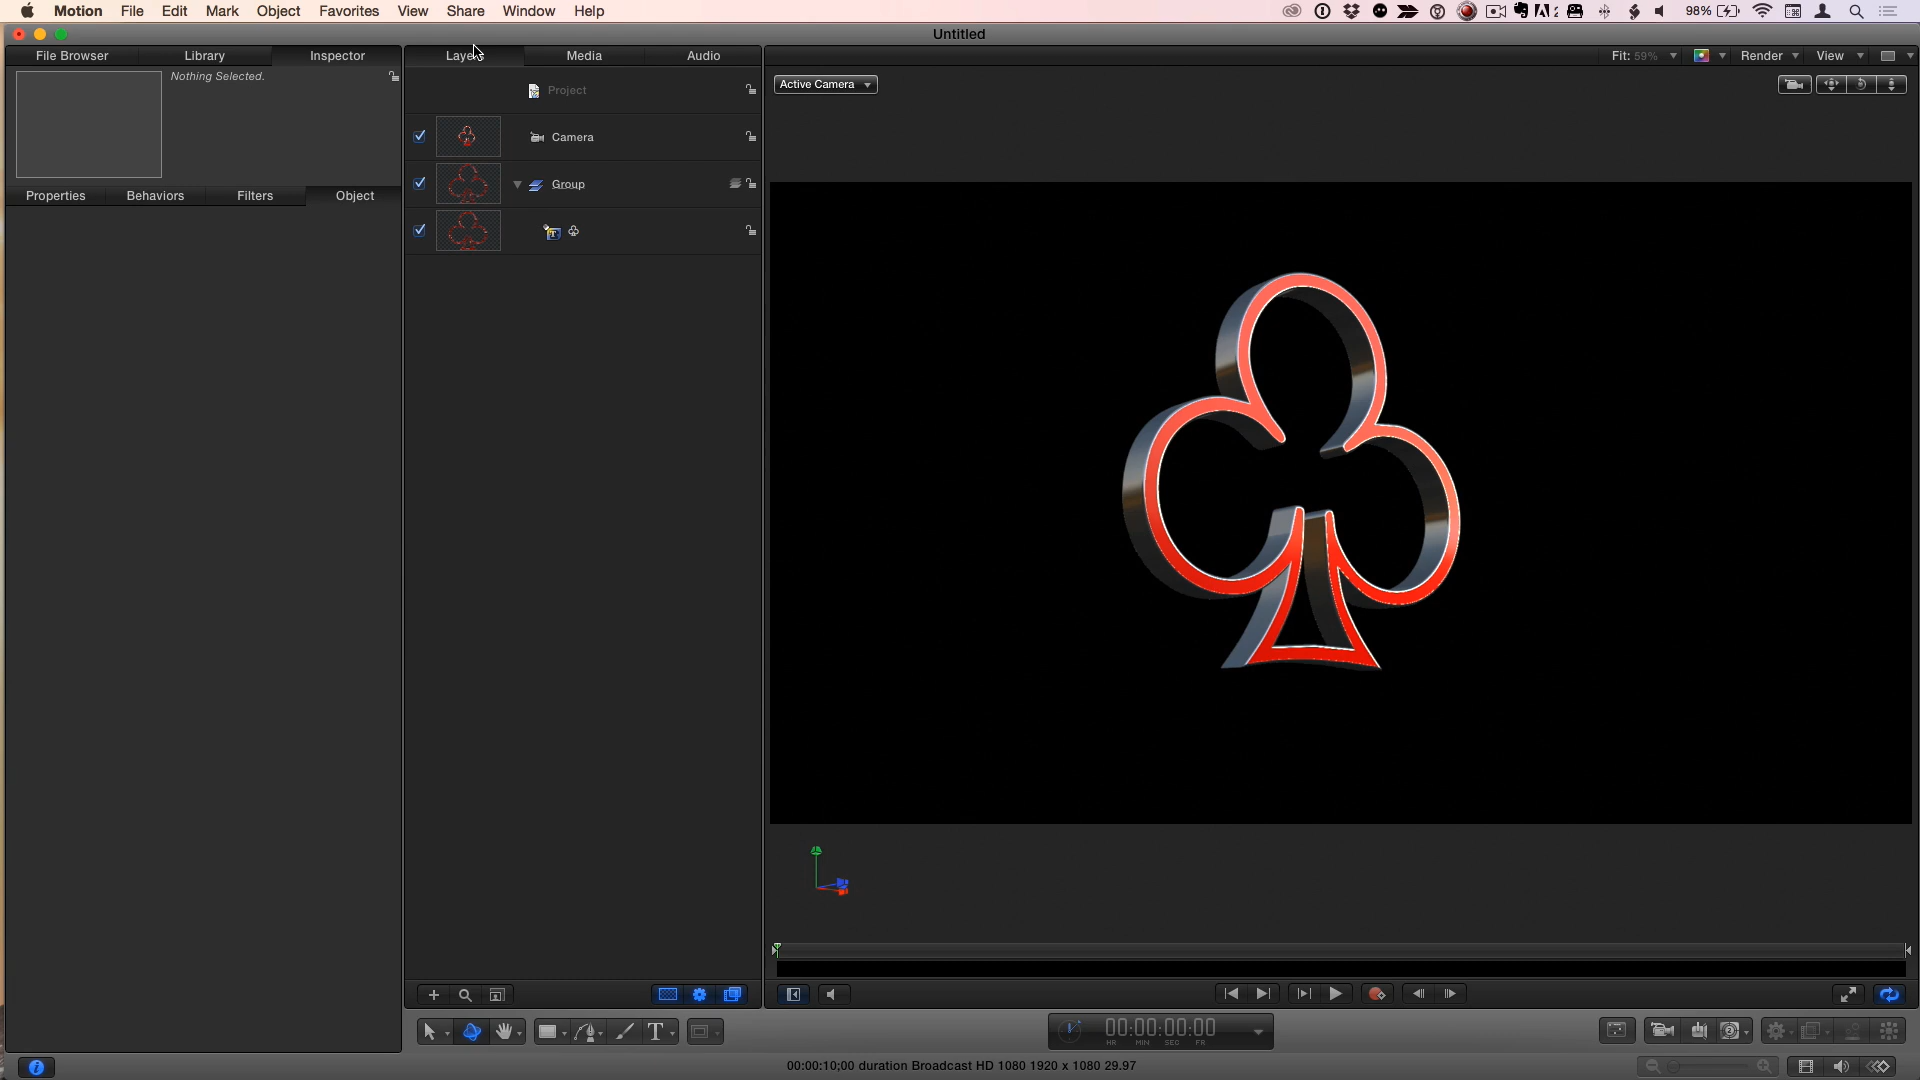 Motion File Edit Mark Object Favorites View Share Window Help 98%
Untitled
File Browser Library Inspector Layers Media Audio Fit: 59% Render View
Nothing Selected.
Active Camera
Project
Camera
Properties Behaviors Filters Object
Group
♧
00:00:00:00
HR MIN SEC FR
00:00:10;00 duration Broadcast HD 1080 1920 x 1080 29.97